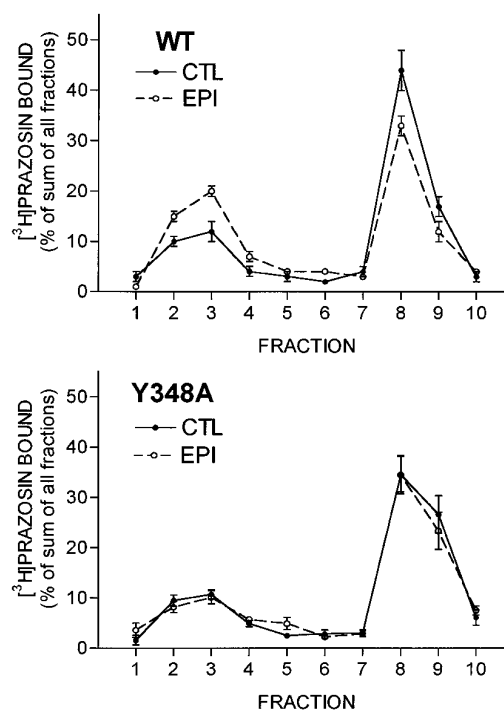 WT
CTL
EPI
[³H]PRAZOSIN BOUND
(% of sum of all fractions)
50
40
30
20
10
0
1 2 3 4 5 6 7 8 9 10
FRACTION
Y348A
CTL
EPI
[³H]PRAZOSIN BOUND
(% of sum of all fractions)
50
40
30
20
10
0
1 2 3 4 5 6 7 8 9 10
FRACTION